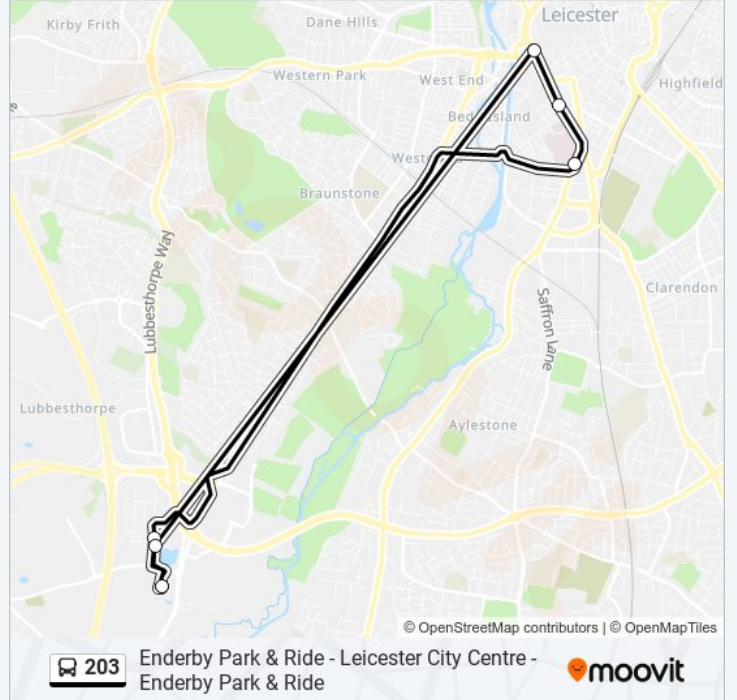 Leicester
Kirby Frith
Dane Hills
Western Park
West End
Highfield
Bede Island
Braunstone
Lubbesthorpe Way
Clarendon
Saffron Lane
Lubbesthorpe
Aylestone
© OpenStreetMap contributors | © OpenMapTiles
203
Enderby Park & Ride - Leicester City Centre -
Enderby Park & Ride
moovit